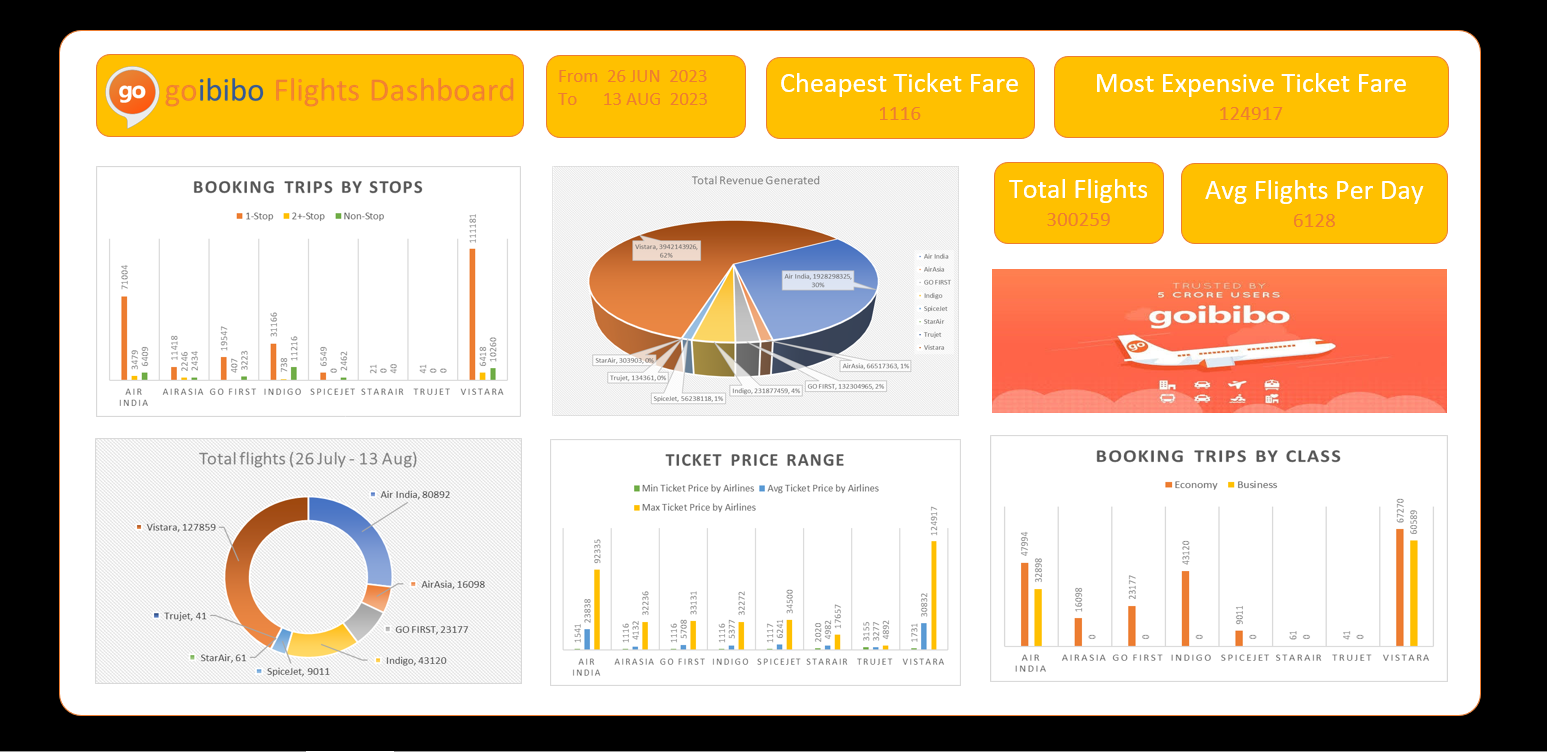 go
goibibo Flights Dashboard
From 26 JUN 2023
To 13 AUG 2023
Cheapest Ticket Fare
1116
Most Expensive Ticket Fare
124917
BOOKING TRIPS BY STOPS
1-Stop 2+-Stop Non-Stop
71004 3479 6409
11418 2246 2434
19547 407 3223
31166 738 11216
6549 0 2462
21 0 40
41 0 0
111181 6418 10260
AIR INDIA AIRASIA GO FIRST INDIGO SPICEJET STARAIR TRUJET VISTARA
Total Revenue Generated
Vistara, 3942143926,
62%
Air India, 1928298325,
30%
StarAir, 303903, 0%
Trujet, 134361, 0%
SpiceJet, 56238118, 1%
Indigo, 231877459, 4%
GO FIRST, 132304965, 2%
AirAsia, 66517363, 1%
Air India
AirAsia
GO FIRST
Indigo
SpiceJet
StarAir
Trujet
Vistara
Total Flights
300259
Avg Flights Per Day
6128
TRUSTED BY
5 CRORE USERS
goibibo
go
Total flights (26 July - 13 Aug)
Air India, 80892
Vistara, 127859
AirAsia, 16098
Trujet, 41
GO FIRST, 23177
StarAir, 61
Indigo, 43120
SpiceJet, 9011
TICKET PRICE RANGE
Min Ticket Price by Airlines Avg Ticket Price by Airlines
Max Ticket Price by Airlines
1541 23838 92335
1116 4132 32236
1116 5708 33131
1116 5377 32272
1117 6241 34500
2020 4982 17657
3155 3277 4892
1731 30832 124917
AIR INDIA AIRASIA GO FIRST INDIGO SPICEJET STARAIR TRUJET VISTARA
BOOKING TRIPS BY CLASS
Economy Business
47994 32898
16098 0
23177 0
43120 0
9011 0
61 0
41 0
67270 60589
AIR INDIA AIRASIA GO FIRST INDIGO SPICEJET STARAIR TRUJET VISTARA